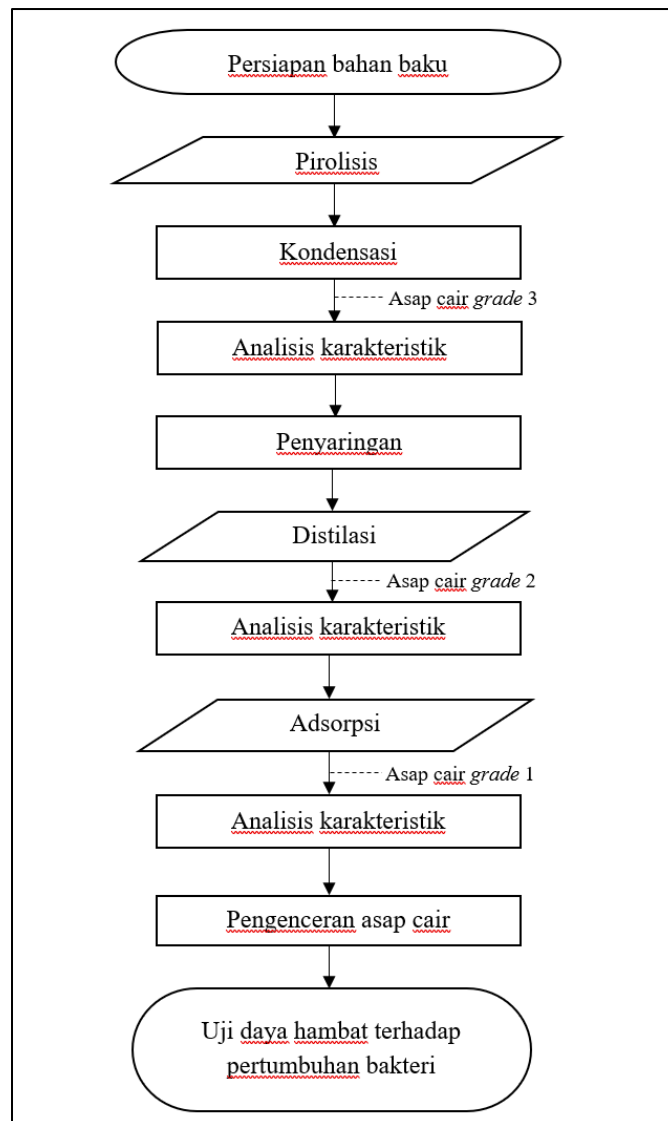 Persiapan bahan baku
Pirolisis
Kondensasi
Asap cair grade 3
Analisis karakteristik
Penyaringan
Distilasi
Asap cair grade 2
Analisis karakteristik
Adsorpsi
Asap cair grade 1
Analisis karakteristik
Pengenceran asap cair
Uji daya hambat terhadap
pertumbuhan bakteri